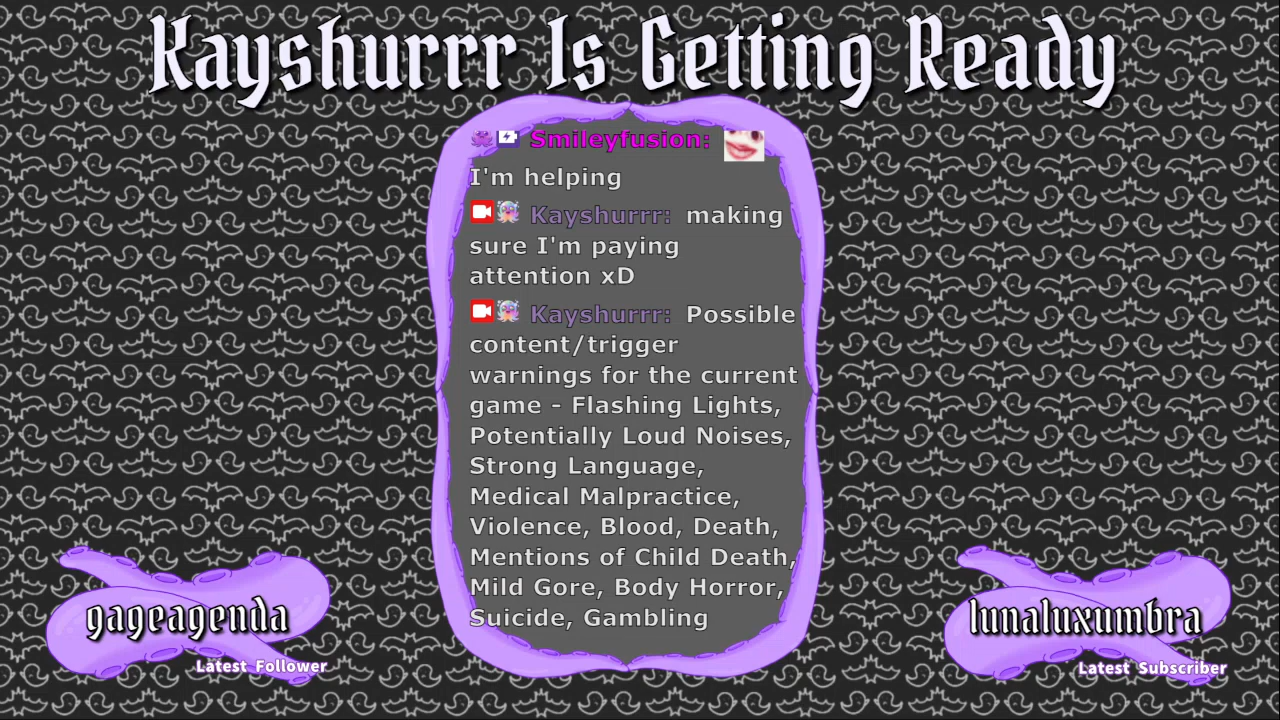 Kayshurrr Is Getting Ready
Smileyfusion:
I'm helping
Kayshurrr: making
sure I'm paying
attention xD
Kayshurrr: Possible
content/trigger
warnings for the current
game - Flashing Lights,
Potentially Loud Noises,
Strong Language,
Medical Malpractice,
Violence, Blood, Death,
Mentions of Child Death,
Mild Gore, Body Horror,
Suicide, Gambling
gageagenda
Latest Follower
lunaluxumbra
Latest Subscriber